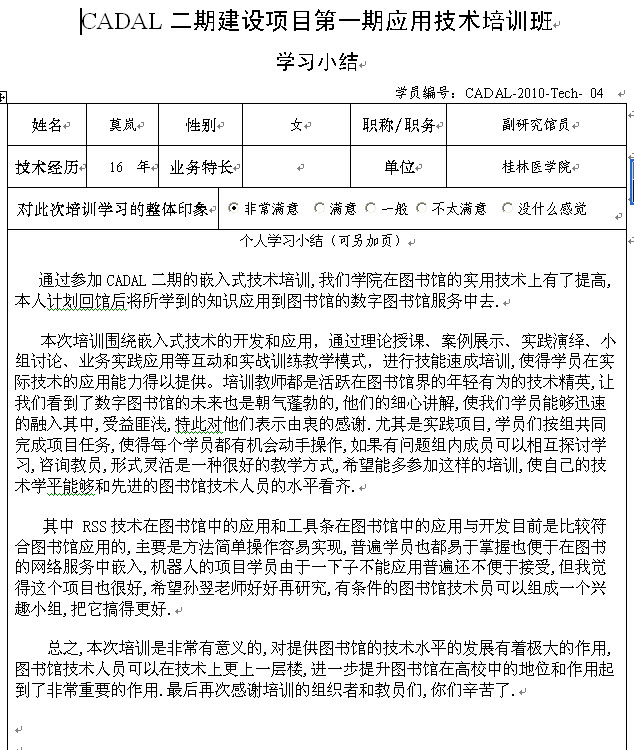 CADAL 二期建设项目第一期应用技术培训班
学习小结
学员编号：CADAL-2010-Tech- 04
姓名 莫岚 性别 女 职称/职务 副研究馆员
技术经历 16 年 业务特长 单位 桂林医学院
对此次培训学习的整体印象 非常满意 满意 一般 不太满意 没什么感觉
个人学习小结（可另加页）
通过参加 CADAL 二期的嵌入式技术培训,我们学院在图书馆的实用技术上有了提高,
本人计划回馆后将所学到的知识应用到图书馆的数字图书馆服务中去.
本次培训围绕嵌入式技术的开发和应用，通过理论授课、案例展示、实践演绎、小
组讨论、业务实践应用等互动和实战训练教学模式，进行技能速成培训,使得学员在实
际技术的应用能力得以提供。培训教师都是活跃在图书馆界的年轻有为的技术精英,让
我们看到了数字图书馆的未来也是朝气蓬勃的,他们的细心讲解,使我们学员能够迅速
的融入其中,受益匪浅,特此对他们表示由衷的感谢.尤其是实践项目,学员们按组共同
完成项目任务,使得每个学员都有机会动手操作,如果有问题组内成员可以相互探讨学
习,咨询教员,形式灵活是一种很好的教学方式,希望能多参加这样的培训,使自己的技
术学平能够和先进的图书馆技术人员的水平看齐.
其中 RSS 技术在图书馆中的应用和工具条在图书馆中的应用与开发目前是比较符
合图书馆应用的,主要是方法简单操作容易实现,普遍学员也都易于掌握也便于在图书
的网络服务中嵌入,机器人的项目学员由于一下子不能应用普遍还不便于接受,但我觉
得这个项目也很好,希望孙翌老师好好再研究,有条件的图书馆技术员可以组成一个兴
趣小组,把它搞得更好.
总之,本次培训是非常有意义的,对提供图书馆的技术水平的发展有着极大的作用,
图书馆技术人员可以在技术上更上一层楼,进一步提升图书馆在高校中的地位和作用起
到了非常重要的作用.最后再次感谢培训的组织者和教员们,你们辛苦了.